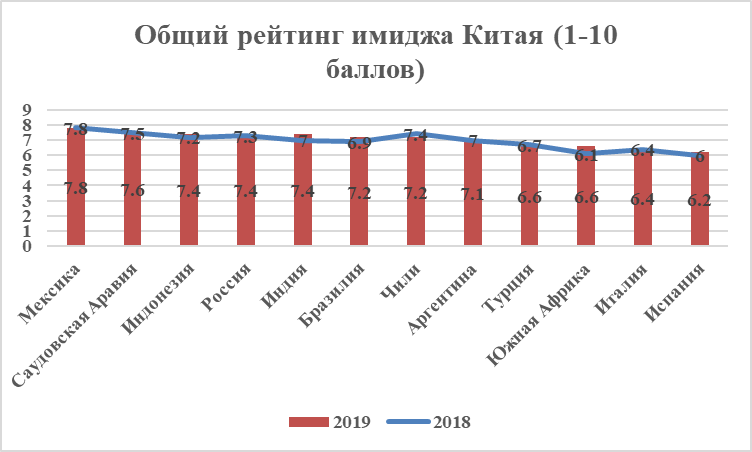 Общий рейтинг имиджа Китая (1-10
баллов)
9
8
7
6
5
4
3
2
1
0
7.8 7.5 7.2 7.3 7 6.9 7.4 7 6.7 6.1 6.4 6
7.8 7.6 7.4 7.4 7.4 7.2 7.2 7.1 6.6 6.6 6.4 6.2
Мексика
Саудовская Аравия
Индонезия
Россия
Индия
Бразилия
Чили
Аргентина
Турция
Южная Африка
Италия
Испания
2019 2018